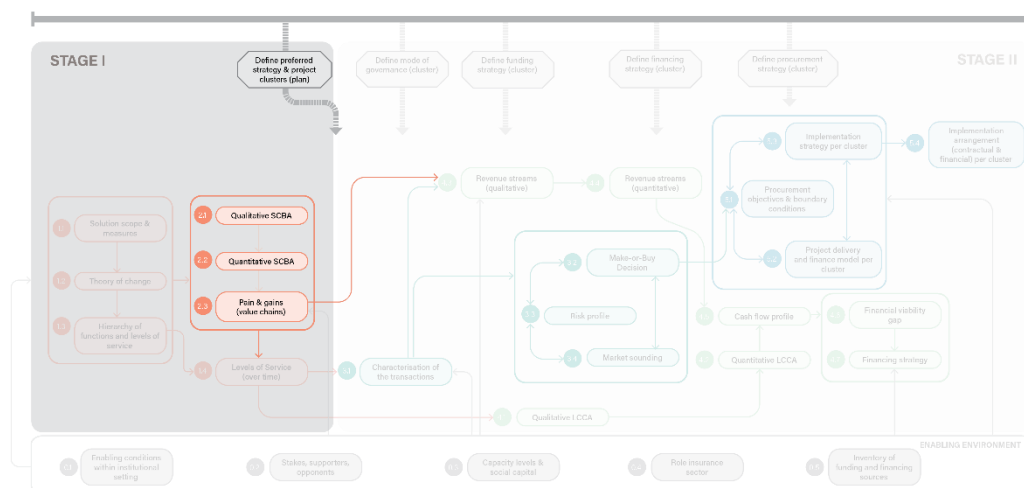 STAGE I
STAGE II
Define preferred
strategy & project
clusters (plan)
Define mode of
governance (cluster)
Define funding
strategy (cluster)
Define financing
strategy (cluster)
Define procurement
strategy (cluster)
Implementation
strategy per cluster
Implementation
arrangement
(contractual &
financial) per cluster
Revenue streams
(qualitative)
Revenue streams
(quantitative)
Procurement
objectives & boundary
conditions
Project delivery
and finance model per
cluster
Solution scope &
measures
Theory of change
Hierarchy of
functions and levels of
service
2.1 Qualitative SCBA
2.2 Quantitative SCBA
2.3 Pain & gains
(value chains)
Levels of Service
(over time)
Characterisation of
the transactions
Make-or-Buy
Decision
Risk profile
Market sounding
Cash flow profile
Quantitative LCCA
Financial viability
gap
Financing strategy
Qualitative LCCA
ENABLING ENVIRONMENT
Enabling conditions
within institutional
setting
Stakes, supporters,
opponents
Capacity levels &
social capital
Role insurance
sector
Inventory of
funding and financing
sources